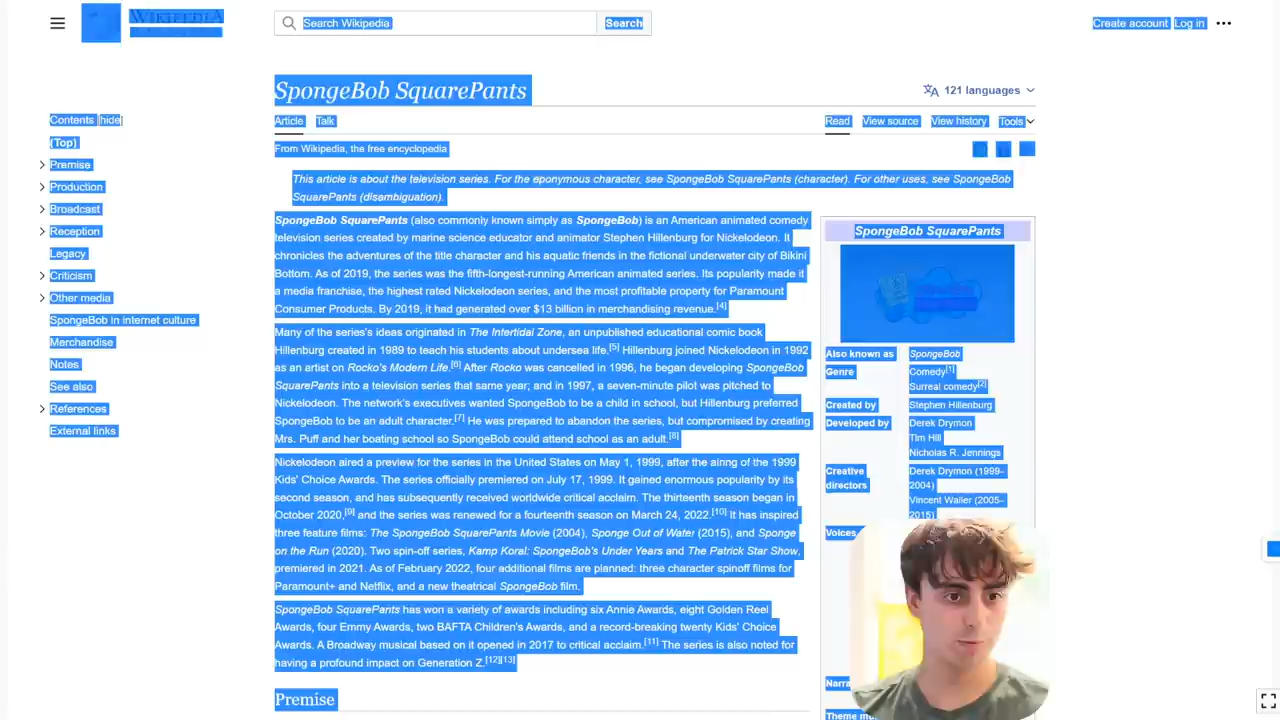 WIKIPEDIA
Search Wikipedia
Search
Create account
Log in
Contents [hide]
(Top)
Premise
Production
Broadcast
Reception
Legacy
Criticism
Other media
SpongeBob in internet culture
Merchandise
Notes
See also
References
External links
SpongeBob SquarePants
121 languages
Article Talk
Read View source View history Tools
From Wikipedia, the free encyclopedia
This article is about the television series. For the eponymous character, see SpongeBob SquarePants (character). For other uses, see SpongeBob
SquarePants (disambiguation).
SpongeBob SquarePants (also commonly known simply as SpongeBob) is an American animated comedy
television series created by marine science educator and animator Stephen Hillenburg for Nickelodeon. It
chronicles the adventures of the title character and his aquatic friends in the fictional underwater city of Bikini
Bottom. As of 2019, the series was the fifth-longest-running American animated series. Its popularity made it
a media franchise, the highest rated Nickelodeon series, and the most profitable property for Paramount
Consumer Products. By 2019, it had generated over $13 billion in merchandising revenue.[4]
Many of the series's ideas originated in The Intertidal Zone, an unpublished educational comic book
Hillenburg created in 1989 to teach his students about undersea life.[5] Hillenburg joined Nickelodeon in 1992
as an artist on Rocko's Modern Life.[6] After Rocko was cancelled in 1996, he began developing SpongeBob
SquarePants into a television series that same year; and in 1997, a seven-minute pilot was pitched to
Nickelodeon. The network's executives wanted SpongeBob to be a child in school, but Hillenburg preferred
SpongeBob to be an adult character.[7] He was prepared to abandon the series, but compromised by creating
Mrs. Puff and her boating school so SpongeBob could attend school as an adult.[8]
Nickelodeon aired a preview for the series in the United States on May 1, 1999, after the airing of the 1999
Kids' Choice Awards. The series officially premiered on July 17, 1999. It gained enormous popularity by its
second season, and has subsequently received worldwide critical acclaim. The thirteenth season began in
October 2020,[9] and the series was renewed for a fourteenth season on March 24, 2022.[10] It has inspired
three feature films: The SpongeBob SquarePants Movie (2004), Sponge Out of Water (2015), and Sponge
on the Run (2020). Two spin-off series, Kamp Koral: SpongeBob's Under Years and The Patrick Star Show,
premiered in 2021. As of February 2022, four additional films are planned: three character spinoff films for
Paramount+ and Netflix, and a new theatrical SpongeBob film.
SpongeBob SquarePants has won a variety of awards including six Annie Awards, eight Golden Reel
Awards, four Emmy Awards, two BAFTA Children's Awards, and a record-breaking twenty Kids' Choice
Awards. A Broadway musical based on it opened in 2017 to critical acclaim.[11] The series is also noted for
having a profound impact on Generation Z.[12][13]
Premise
SpongeBob SquarePants
Also known as SpongeBob
Genre Comedy[1]
Surreal comedy[2]
Created by Stephen Hillenburg
Developed by Derek Drymon
Tim Hill
Nicholas R. Jennings
Creative Derek Drymon (1999–
directors 2004)
Vincent Waller (2005–
2015)
Voices
Narra
Theme mu